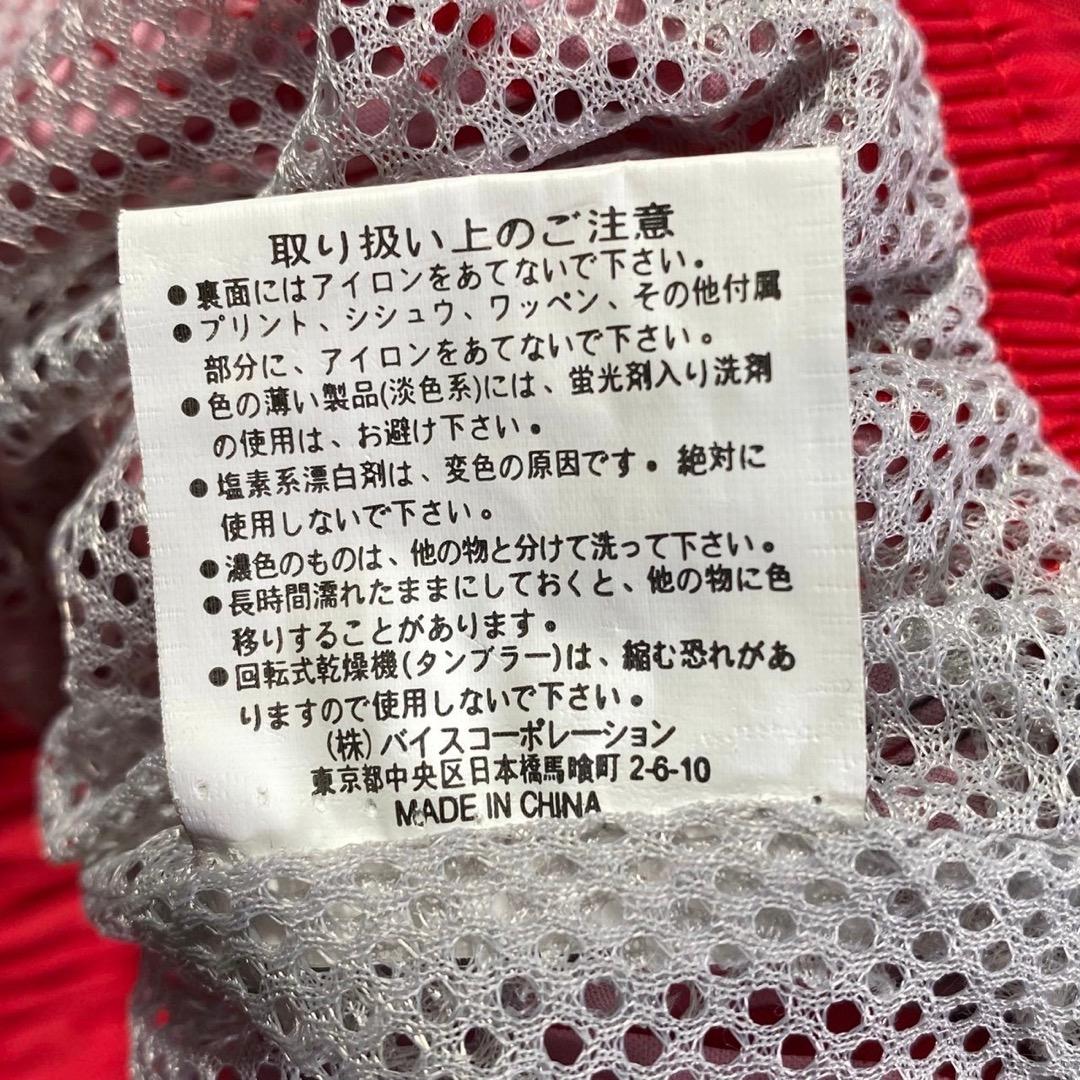 取り扱い上のご注意
●裏面にはアイロンをあてないで下さい。
●プリント、シシュウ、ワッペン、その他付属
部分に、アイロンをあてないで下さい。
●色の薄い製品(淡色系)には、蛍光剤入り洗剤
の使用は、お避け下さい。
●塩素系漂白剤は、変色の原因です。絶対に
使用しないで下さい。
●濃色のものは、他の物と分けて洗って下さい。
●長時間濡れたままにしておくと、他の物に色
移りすることがあります。
●回転式乾燥機(タンブラー)は、縮む恐れがあ
りますので使用しないで下さい。
(株)バイスコーポレーション
東京都中央区日本橋馬喰町 2-6-10
MADE IN CHINA